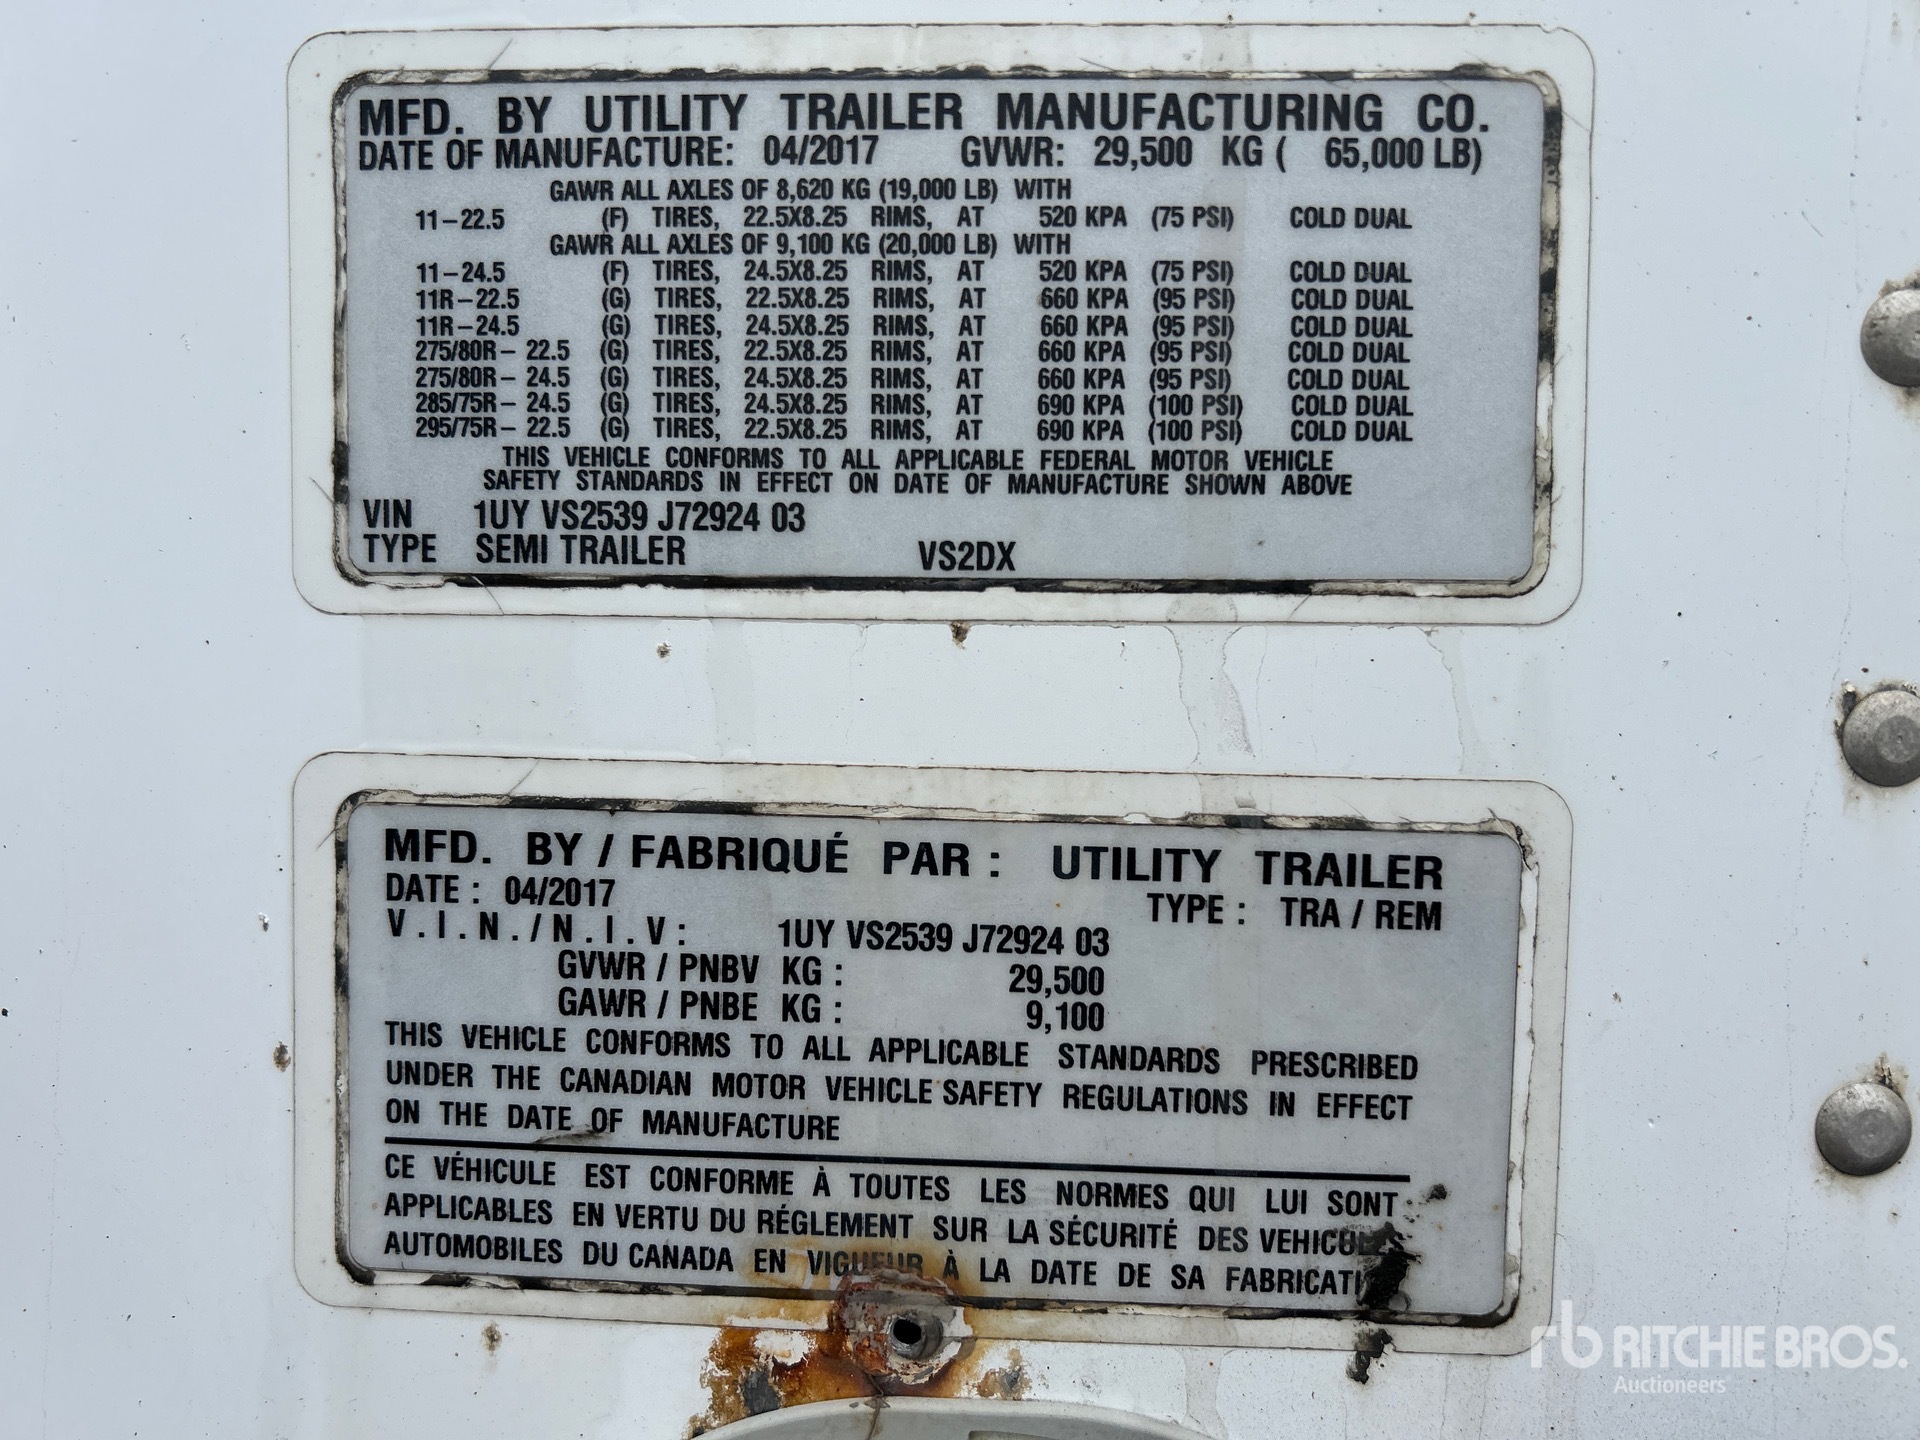 MFD. BY UTILITY TRAILER MANUFACTURING CO.
DATE OF MANUFACTURE: 04/2017 GVWR: 29,500 KG ( 65,000 LB)
GAWR ALL AXLES OF 8,620 KG (19,000 LB) WITH
11-22.5 (F) TIRES, 22.5X8.25 RIMS, AT 520 KPA (75 PSI) COLD DUAL
GAWR ALL AXLES OF 9,100 KG (20,000 LB) WITH
11-24.5 (F) TIRES, 24.5X8.25 RIMS, AT 520 KPA (75 PSI) COLD DUAL
11R-22.5 (G) TIRES, 22.5X8.25 RIMS, AT 660 KPA (95 PSI) COLD DUAL
11R-24.5 (G) TIRES, 24.5X8.25 RIMS, AT 660 KPA (95 PSI) COLD DUAL
275/80R- 22.5 (G) TIRES, 22.5X8.25 RIMS, AT 660 KPA (95 PSI) COLD DUAL
275/80R- 24.5 (G) TIRES, 24.5X8.25 RIMS, AT 660 KPA (95 PSI) COLD DUAL
285/75R- 24.5 (G) TIRES, 24.5X8.25 RIMS, AT 690 KPA (100 PSI) COLD DUAL
295/75R- 22.5 (G) TIRES, 22.5X8.25 RIMS, AT 690 KPA (100 PSI) COLD DUAL
THIS VEHICLE CONFORMS TO ALL APPLICABLE FEDERAL MOTOR VEHICLE
SAFETY STANDARDS IN EFFECT ON DATE OF MANUFACTURE SHOWN ABOVE
VIN 1UY VS2539 J72924 03
TYPE SEMI TRAILER VS2DX
MFD. BY / FABRIQUÉ PAR : UTILITY TRAILER
DATE : 04/2017 TYPE : TRA / REM
V.I.N./N.I.V: 1UY VS2539 J72924 03
GVWR / PNBV KG : 29,500
GAWR / PNBE KG : 9,100
THIS VEHICLE CONFORMS TO ALL APPLICABLE STANDARDS PRESCRIBED
UNDER THE CANADIAN MOTOR VEHICLE SAFETY REGULATIONS IN EFFECT
ON THE DATE OF MANUFACTURE
CE VÉHICULE EST CONFORME À TOUTES LES NORMES QUI LUI SONT
APPLICABLES EN VERTU DU RÉGLEMENT SUR LA SÉCURITÉ DES VEHICULES
AUTOMOBILES DU CANADA EN VIGUEUR À LA DATE DE SA FABRICATI
rb RITCHIE BROS.
Auctioneers